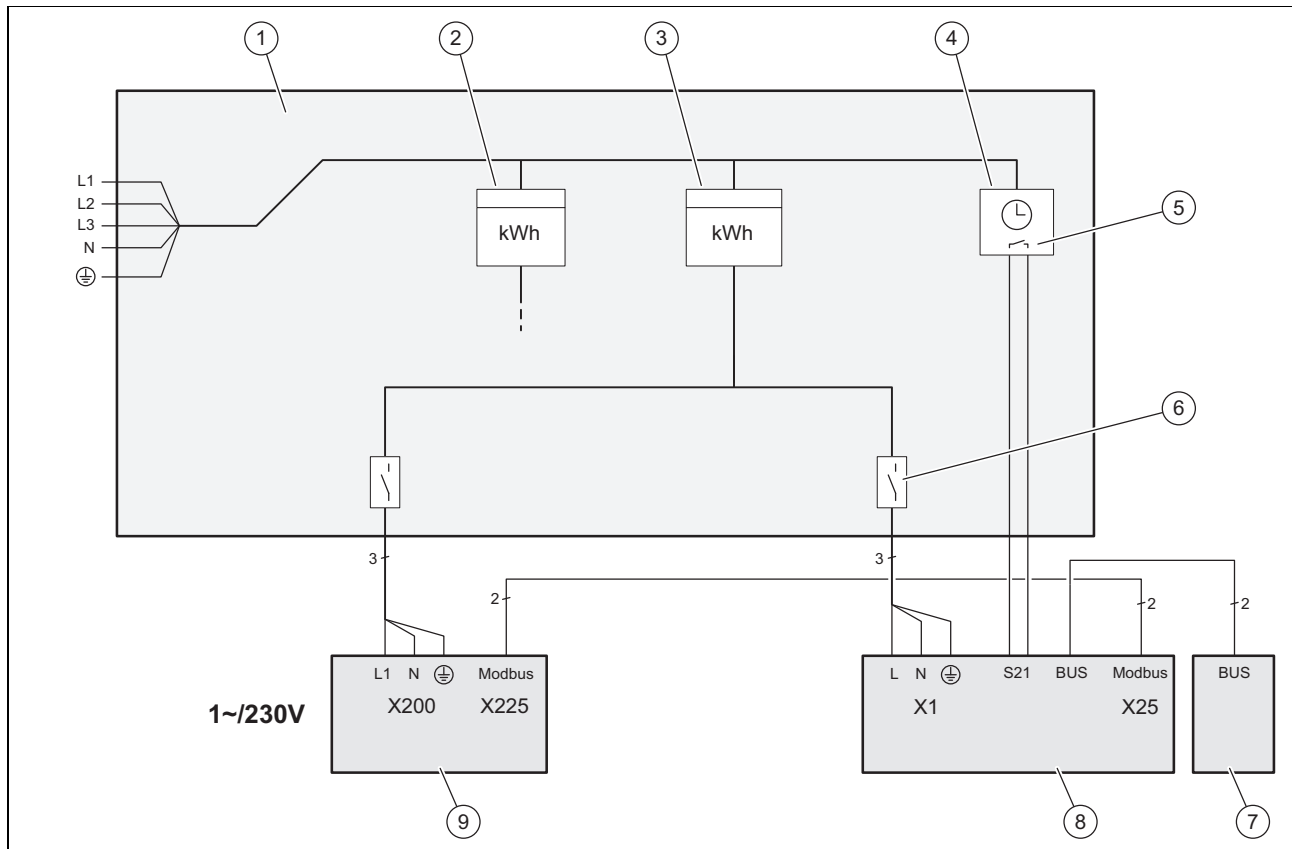 1 2 3 4
L1
L2
L3
N
kWh kWh
5
6
3 3
2 2 2
L1 N Modbus
X200 X225
1~/230V
L N S21 BUS Modbus
X1 X25
BUS
9 8 7